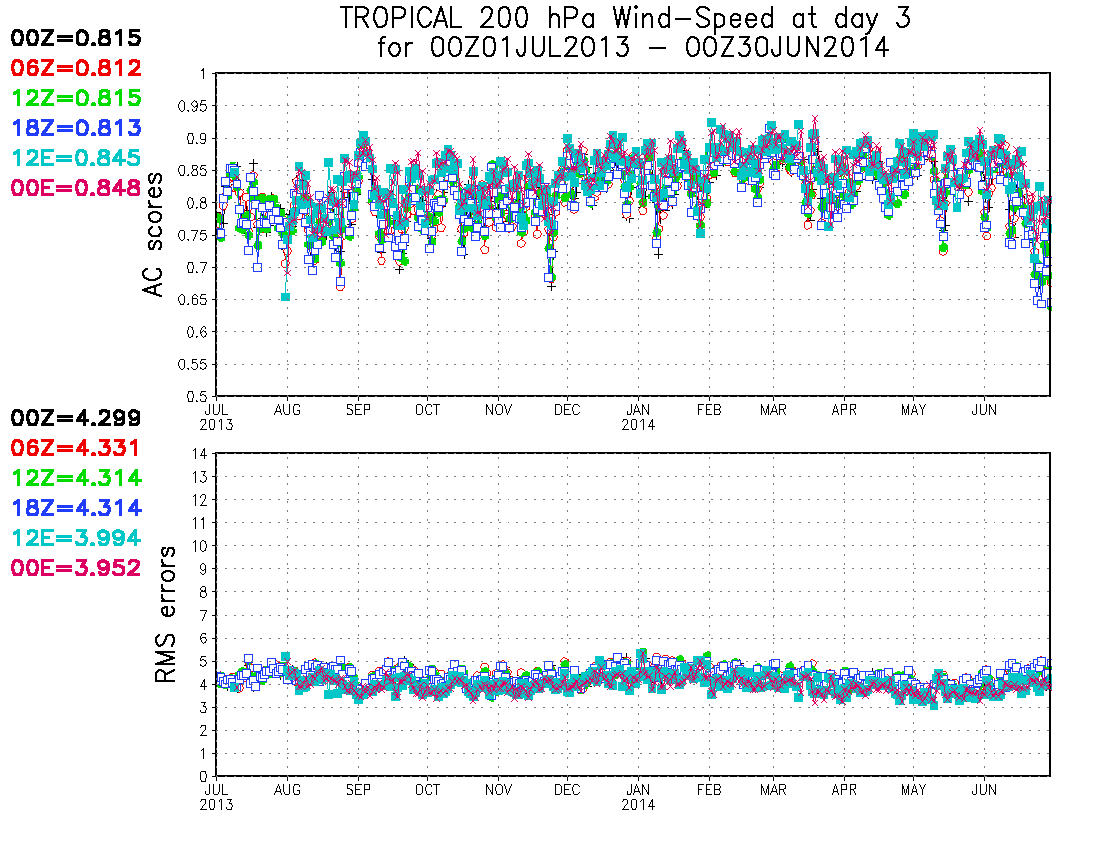 TROPICAL 200 hPa Wind-Speed at day 3
for 00Z01JUL2013 - 00Z30JUN2014
00Z=0.815
06Z=0.812
12Z=0.815
18Z=0.813
12E=0.845
00E=0.848
AC scores
1
0.95
0.9
0.85
0.8
0.75
0.7
0.65
0.6
0.55
0.5
JUL AUG SEP OCT NOV DEC JAN FEB MAR APR MAY JUN
2013 2014
00Z=4.299
06Z=4.331
12Z=4.314
18Z=4.314
12E=3.994
00E=3.952
RMS errors
14
13
12
11
10
9
8
7
6
5
4
3
2
1
0
JUL AUG SEP OCT NOV DEC JAN FEB MAR APR MAY JUN
2013 2014